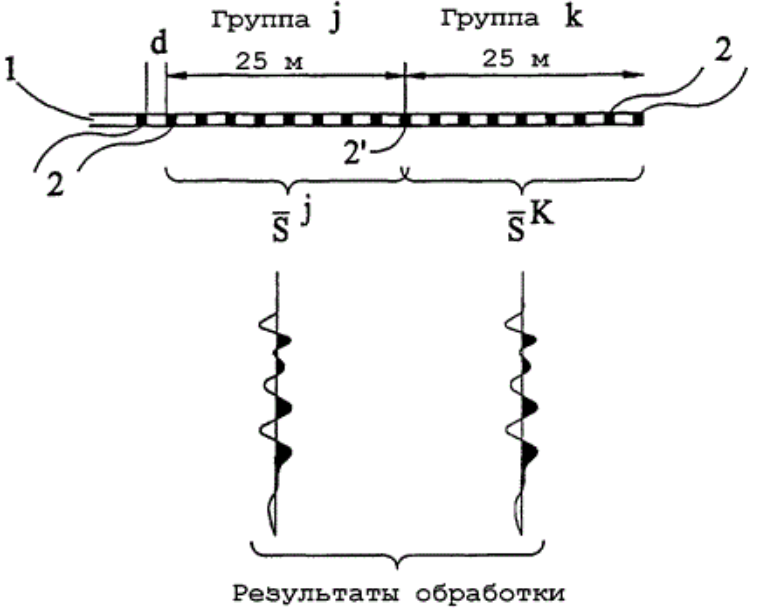 Группа j Группа k
d
25 м 25 м 2
1
2 2'
S̄ j S̄ K
Результаты обработки